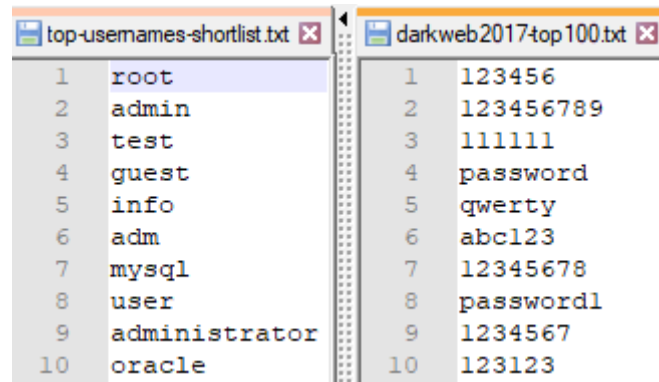 top-usernames-shortlist.txt
1 root
2 admin
3 test
4 guest
5 info
6 adm
7 mysql
8 user
9 administrator
10 oracle
darkweb2017-top100.txt
1 123456
2 123456789
3 111111
4 password
5 qwerty
6 abc123
7 12345678
8 password1
9 1234567
10 123123